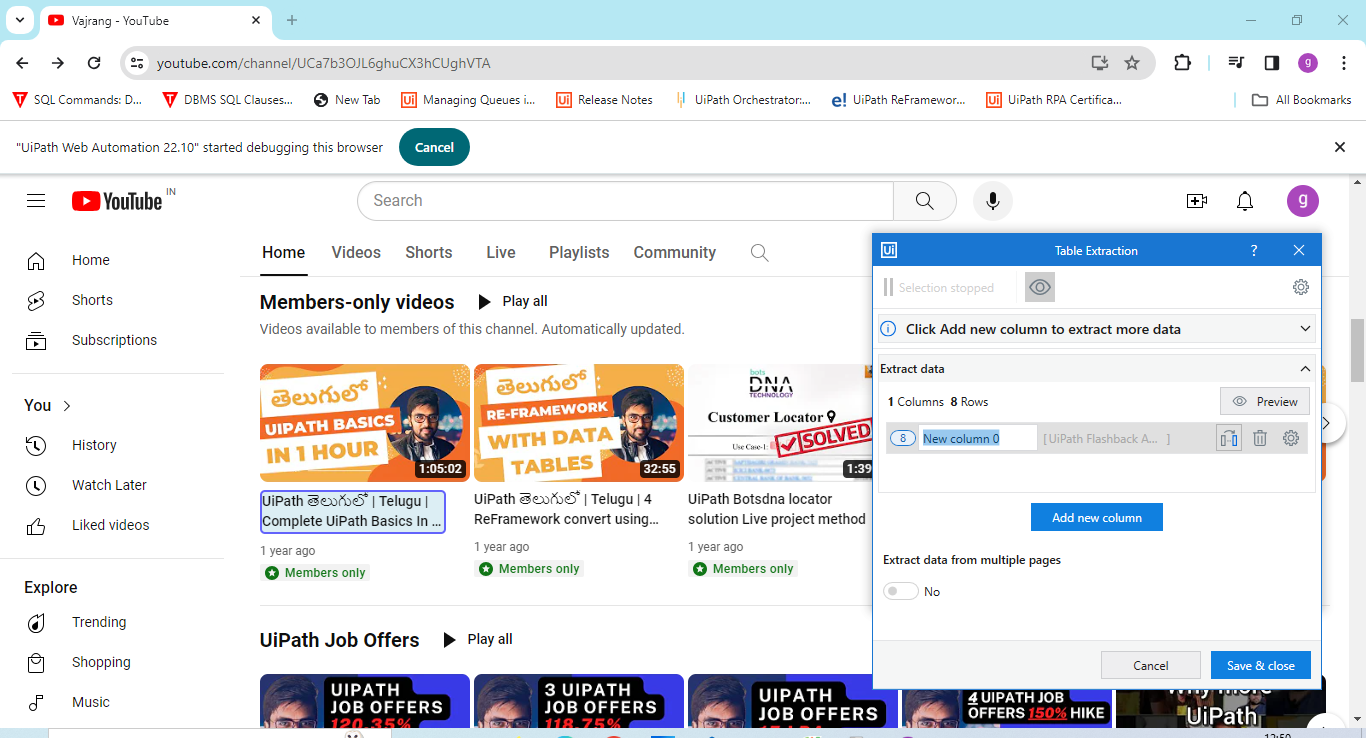 Vajrang - YouTube
youtube.com/channel/UCa7b3OJL6ghuCX3hCUghVTA
g
SQL Commands: D...
DBMS SQL Clauses...
New Tab
Managing Queues i...
Release Notes
UiPath Orchestrator:...
UiPath ReFramewor...
UiPath RPA Certifica...
All Bookmarks
"UiPath Web Automation 22.10" started debugging this browser
Cancel
YouTube IN
Search
g
Home
Shorts
Subscriptions
You
History
Watch Later
Liked videos
Explore
Trending
Shopping
Music
Home Videos Shorts Live Playlists Community
Members-only videos
Play all
Videos available to members of this channel. Automatically updated.
తెలుగులో
UIPATH BASICS
IN 1 HOUR
1:05:02
UiPath తెలుగులో | Telugu |
Complete UiPath Basics In ...
1 year ago
Members only
తెలుగులో
RE-FRAMEWORK
WITH DATA
TABLES
32:55
UiPath తెలుగులో | Telugu | 4
ReFramework convert using...
1 year ago
Members only
bots
DNA
TECHNOLOGY
Customer Locator
Use Case-1:
SOLVED
1:39
UiPath Botsdna locator
solution Live project method
1 year ago
Members only
UiPath Job Offers
Play all
UIPATH
JOB OFFERS
120.35%
3 UIPATH
JOB OFFERS
118.75%
UIPATH
JOB OFFERS
4 UIPATH JOB
OFFERS 150% HIKE
Why more
UiPath
Ui
Table Extraction
?
Selection stopped
Click Add new column to extract more data
Extract data
1 Columns 8 Rows
Preview
8
New column 0
[ UiPath Flashback A... ]
Add new column
Extract data from multiple pages
No
Cancel
Save & close